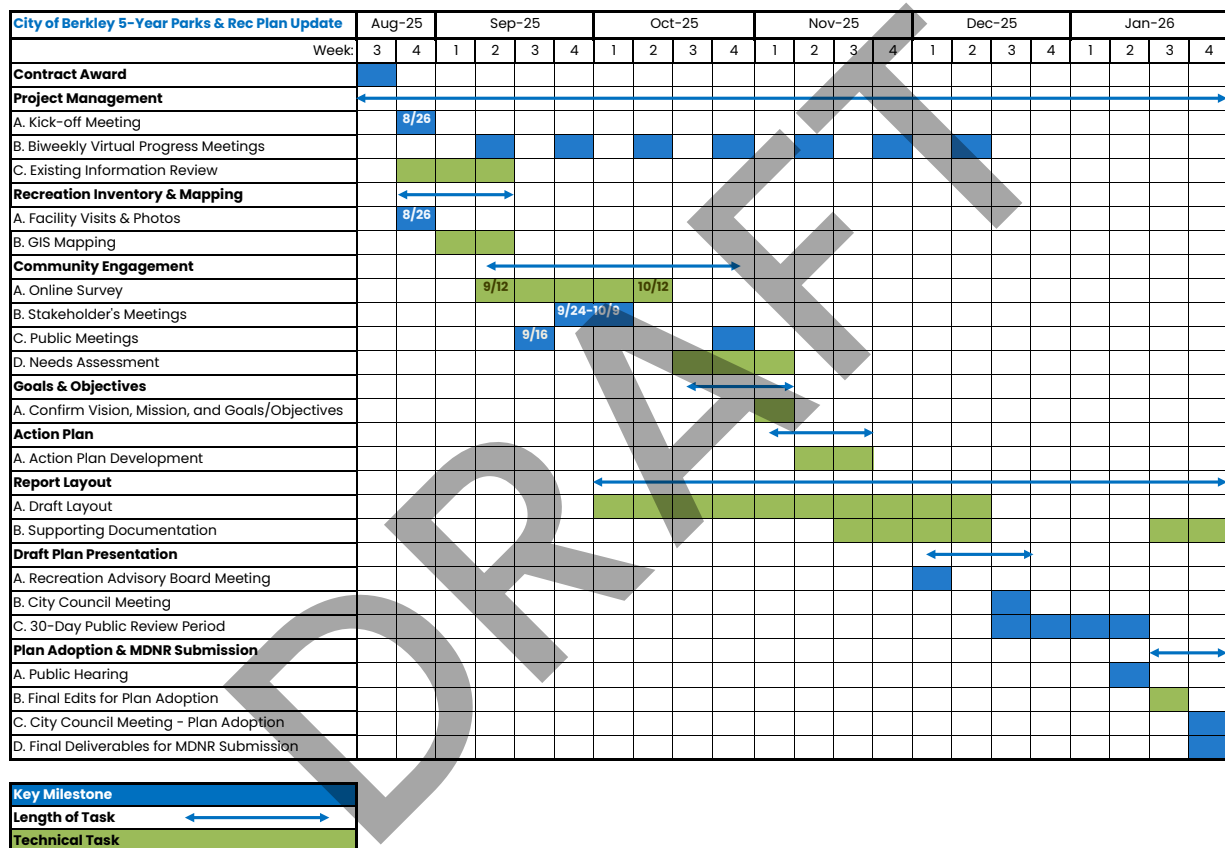 City of Berkley 5-Year Parks & Rec Plan Update Aug-25 Sep-25 Oct-25 Nov-25 Dec-25 Jan-26
Week: 3 4 1 2 3 4 1 2 3 4 1 2 3 4 1 2 3 4 1 2 3 4
Contract Award
Project Management
A. Kick-off Meeting 8/26
B. Biweekly Virtual Progress Meetings
C. Existing Information Review
Recreation Inventory & Mapping
A. Facility Visits & Photos 8/26
B. GIS Mapping
Community Engagement
A. Online Survey 9/12 10/12
B. Stakeholder's Meetings 9/24-10/9
C. Public Meetings 9/16
D. Needs Assessment
Goals & Objectives
A. Confirm Vision, Mission, and Goals/Objectives
Action Plan
A. Action Plan Development
Report Layout
A. Draft Layout
B. Supporting Documentation
Draft Plan Presentation
A. Recreation Advisory Board Meeting
B. City Council Meeting
C. 30-Day Public Review Period
Plan Adoption & MDNR Submission
A. Public Hearing
B. Final Edits for Plan Adoption
C. City Council Meeting - Plan Adoption
D. Final Deliverables for MDNR Submission
Key Milestone
Length of Task
Technical Task
DRAFT